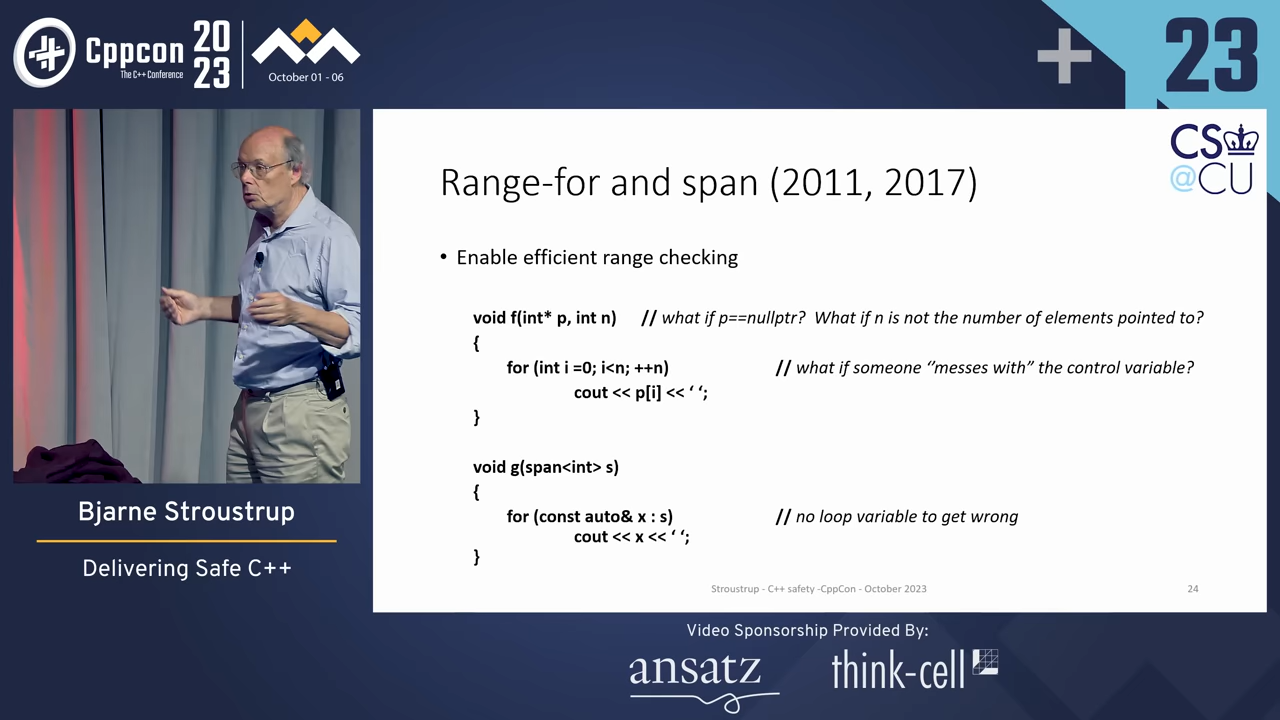 Cppcon
The C++ Conference
20
23
October 01 - 06
23
CS
@CU
Range-for and span (2011, 2017)
• Enable efficient range checking
void f(int* p, int n) // what if p==nullptr? What if n is not the number of elements pointed to?
{
for (int i =0; i<n; ++n) // what if someone “messes with” the control variable?
cout << p[i] << ‘ ‘;
}
void g(span<int> s)
{
for (const auto& x : s) // no loop variable to get wrong
cout << x << ‘ ‘;
}
Stroustrup - C++ safety -CppCon - October 2023 24
Bjarne Stroustrup
Delivering Safe C++
Video Sponsorship Provided By:
ansatz
think-cell